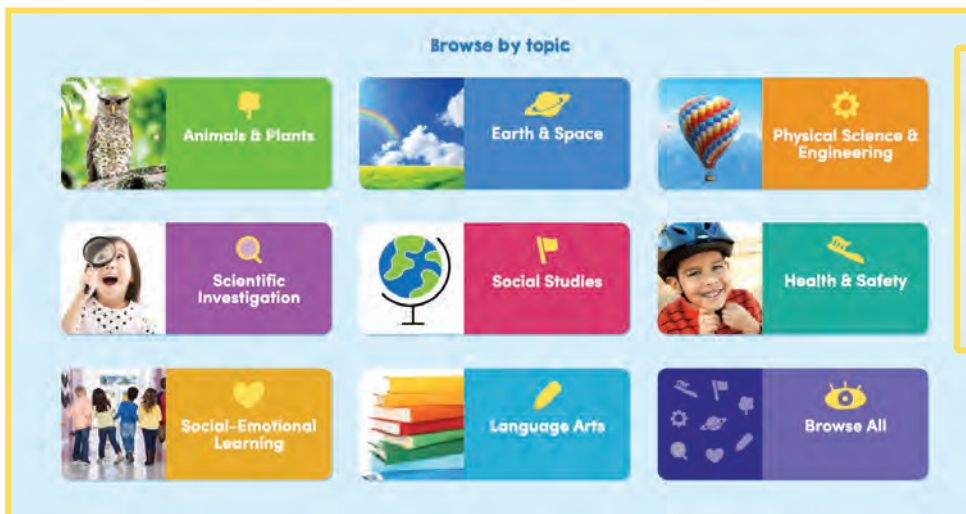 Browse by topic
Animals & Plants
Earth & Space
Physical Science &
Engineering
Scientific
Investigation
Social Studies
Health & Safety
Social-Emotional
Learning
Language Arts
Browse All